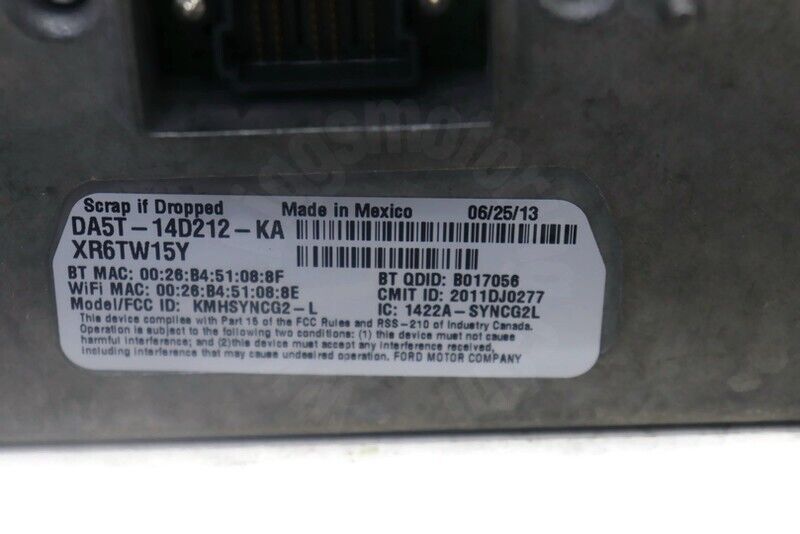 Scrap if Dropped Made in Mexico 06/25/13
DA5T-14D212-KA
XR6TW15Y
BT MAC: 00:26:B4:51:08:8F BT QDID: B017056
WiFi MAC: 00:26:B4:51:08:8E CMIT ID: 2011DJ0277
Model/FCC ID: KMHSYNCG2-L IC: 1422A-SYNCG2L
This device complies with Part 15 of the FCC Rules and RSS-210 of Industry Canada.
Operation is subject to the following two conditions: (1) this device must not cause
harmful interference; and (2)this device must accept any interference received,
including interference that may cause undesired operation. FORD MOTOR COMPANY